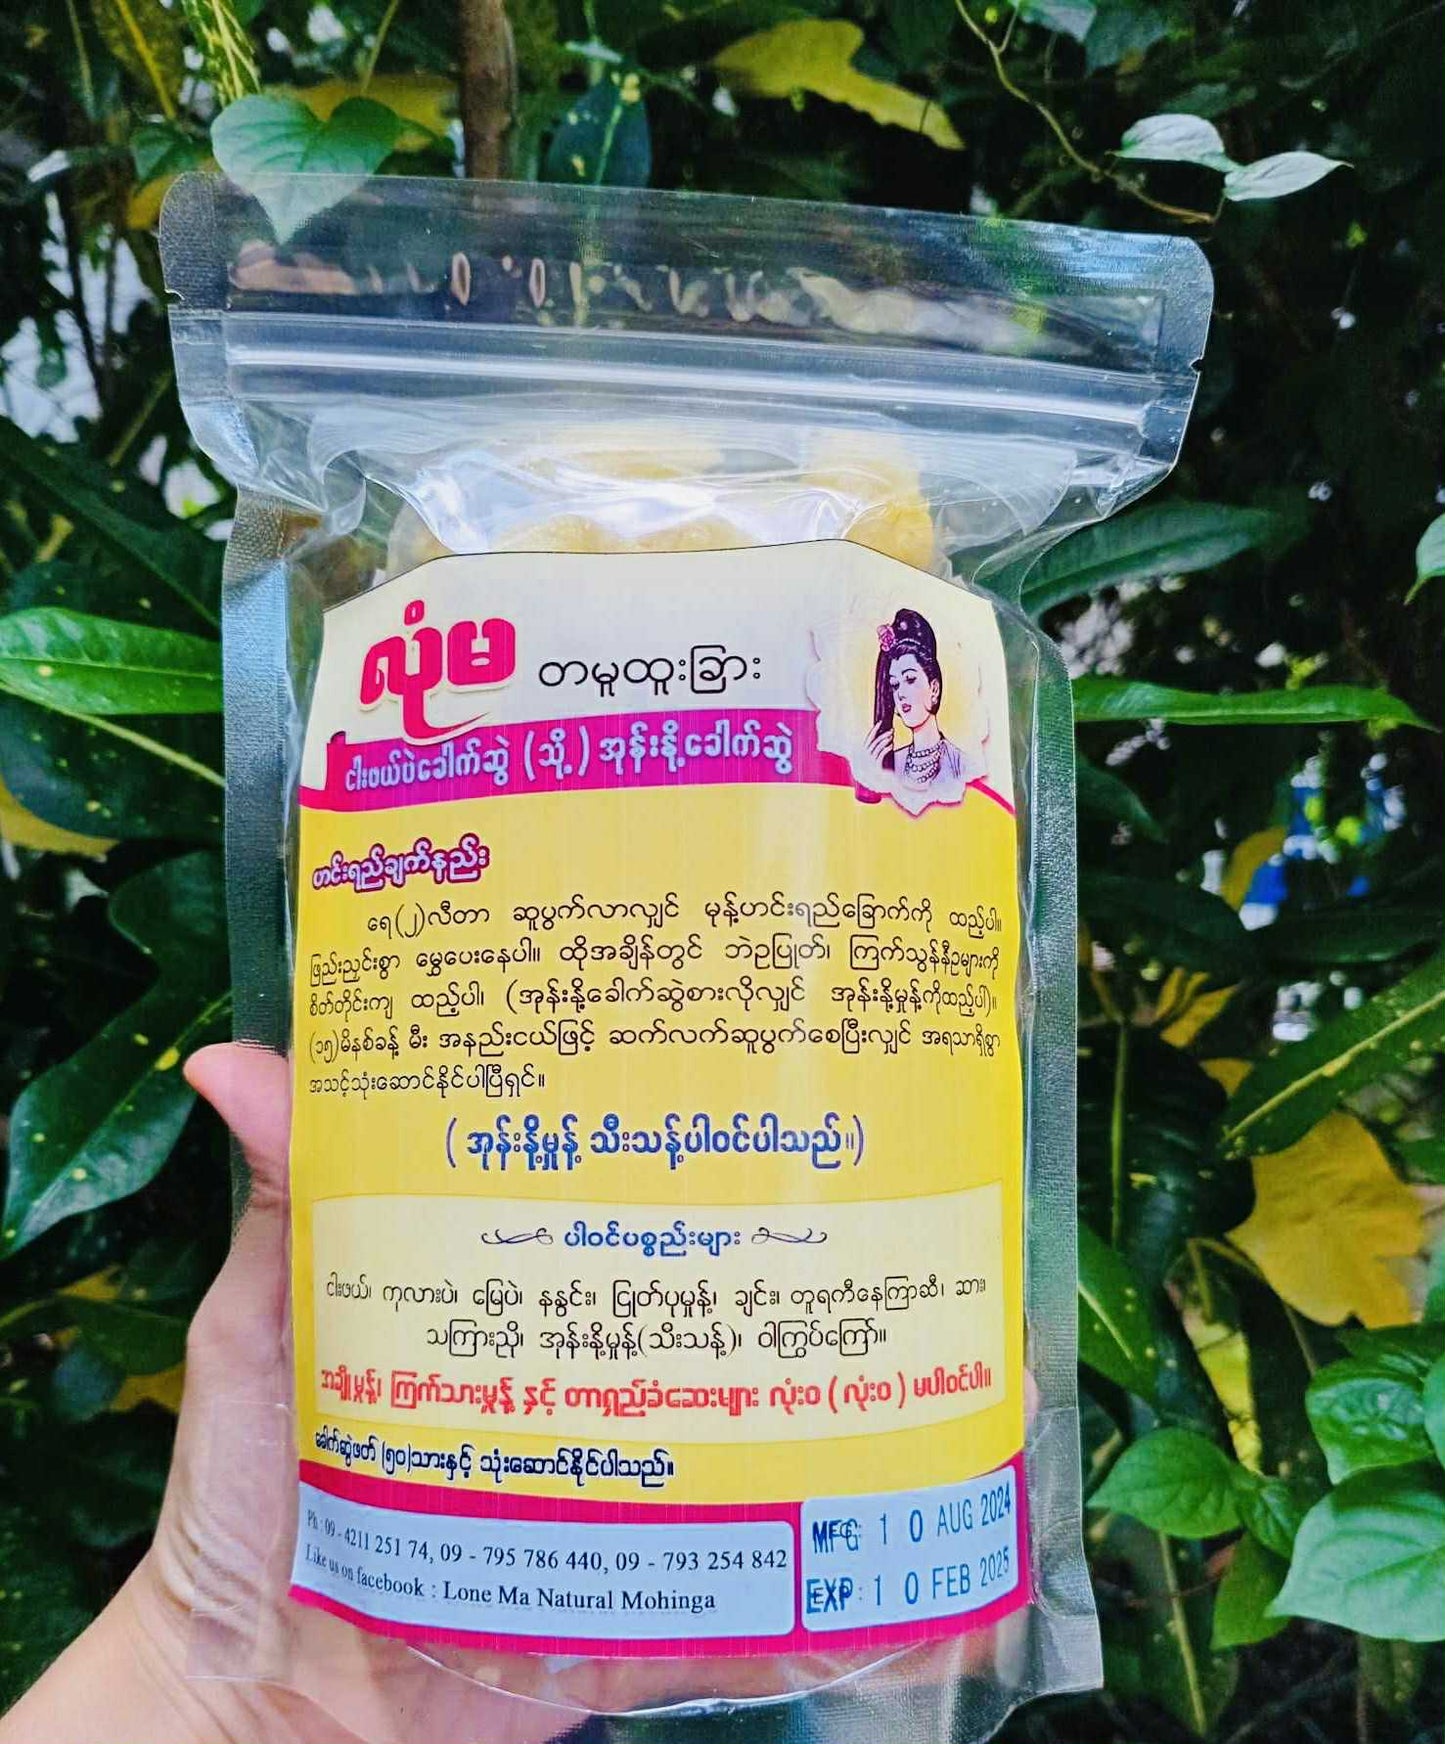 လုံမ တမူထူးခြား
ငါးဖယ်ပဲခေါက်ဆွဲ (သို့) အုန်းနို့ခေါက်ဆွဲ
ဟင်းရည်ချက်နည်း
ရေ(၂)လီတာ ဆူပွက်လာလျှင် မုန့်ဟင်းရည်ခြောက်ကို ထည့်ပါ။
ဖြည်းညှင်းစွာ မွှေပေးနေပါ။ ထိုအချိန်တွင် ဘဲဥပြုတ်၊ ကြက်သွန်နီဥများကို
စိတ်တိုင်းကျ ထည့်ပါ၊ (အုန်းနို့ခေါက်ဆွဲစားလိုလျှင် အုန်းနို့မှုန့်ကိုထည့်ပါ)။
(၁၅)မိနစ်ခန့် မီး အနည်းငယ်ဖြင့် ဆက်လက်ဆူပွက်စေပြီးလျှင် အရသာရှိစွာ
အသင့်သုံးဆောင်နိုင်ပါပြီရှင်။
( အုန်းနို့မှုန့် သီးသန့်ပါဝင်ပါသည်။)
ပါဝင်ပစ္စည်းများ
ငါးဖယ်၊ ကုလားပဲ၊ မြေပဲ၊ နနွင်း၊ ငြုတ်ပုမှုန့်၊ ချင်း၊ တူရကီနေကြာဆီ၊ ဆား၊
သကြားညို၊ အုန်းနို့မှုန့်(သီးသန့်)၊ ဝါကြွပ်ကြော်။
အချိုမှုန့်၊ ကြက်သားမှုန့် နှင့် တာရှည်ခံဆေးများ လုံးဝ ( လုံးဝ ) မပါဝင်ပါ။
ခေါက်ဆွဲဖတ် (၅၀)သားနှင့် သုံးဆောင်နိုင်ပါသည်။
Ph : 09 - 4211 251 74, 09 - 795 786 440, 09 - 793 254 842
Like us on facebook : Lone Ma Natural Mohinga
MFG: 1 0 AUG 2024
EXP: 1 0 FEB 2025